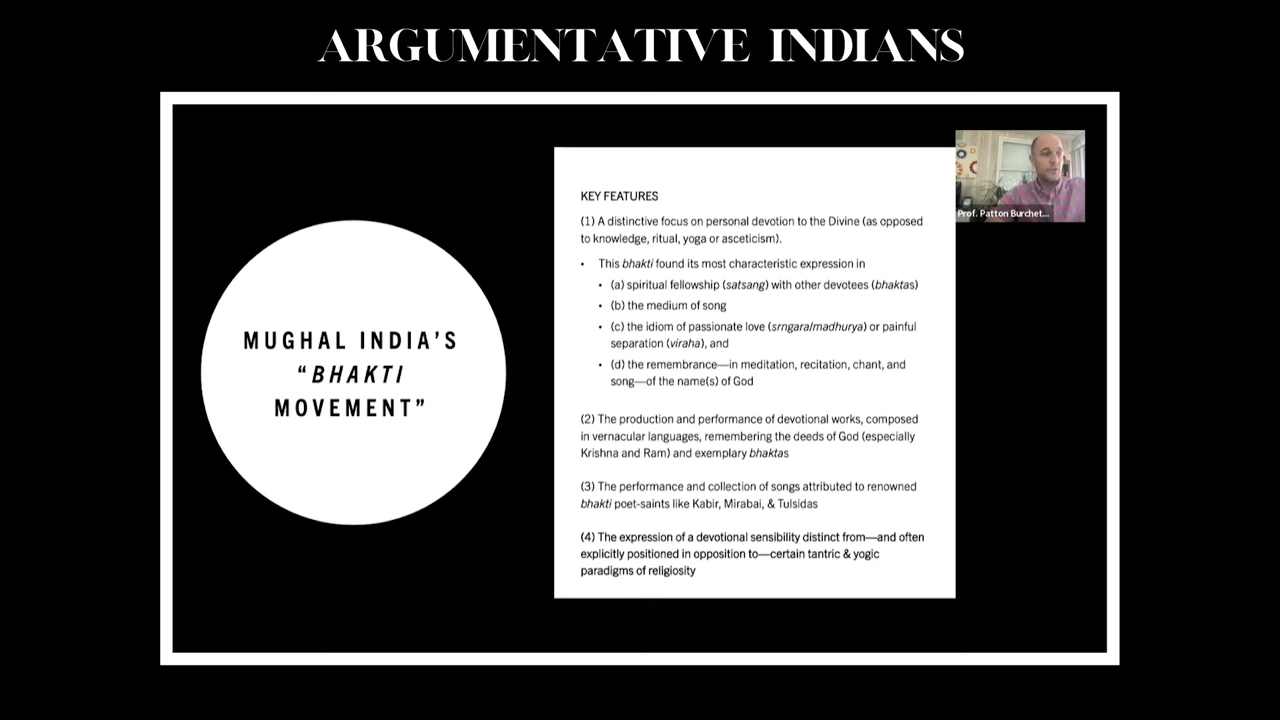 ARGUMENTATIVE INDIANS
MUGHAL INDIA'S
"BHAKTI
MOVEMENT"
KEY FEATURES
(1) A distinctive focus on personal devotion to the Divine (as opposed
to knowledge, ritual, yoga or asceticism).
• This bhakti found its most characteristic expression in
• (a) spiritual fellowship (satsang) with other devotees (bhaktas)
• (b) the medium of song
• (c) the idiom of passionate love (srngara/madhurya) or painful
separation (viraha), and
• (d) the remembrance—in meditation, recitation, chant, and
song—of the name(s) of God
(2) The production and performance of devotional works, composed
in vernacular languages, remembering the deeds of God (especially
Krishna and Ram) and exemplary bhaktas
(3) The performance and collection of songs attributed to renowned
bhakti poet-saints like Kabir, Mirabai, & Tulsidas
(4) The expression of a devotional sensibility distinct from—and often
explicitly positioned in opposition to—certain tantric & yogic
paradigms of religiosity
Prof. Patton Burchet...